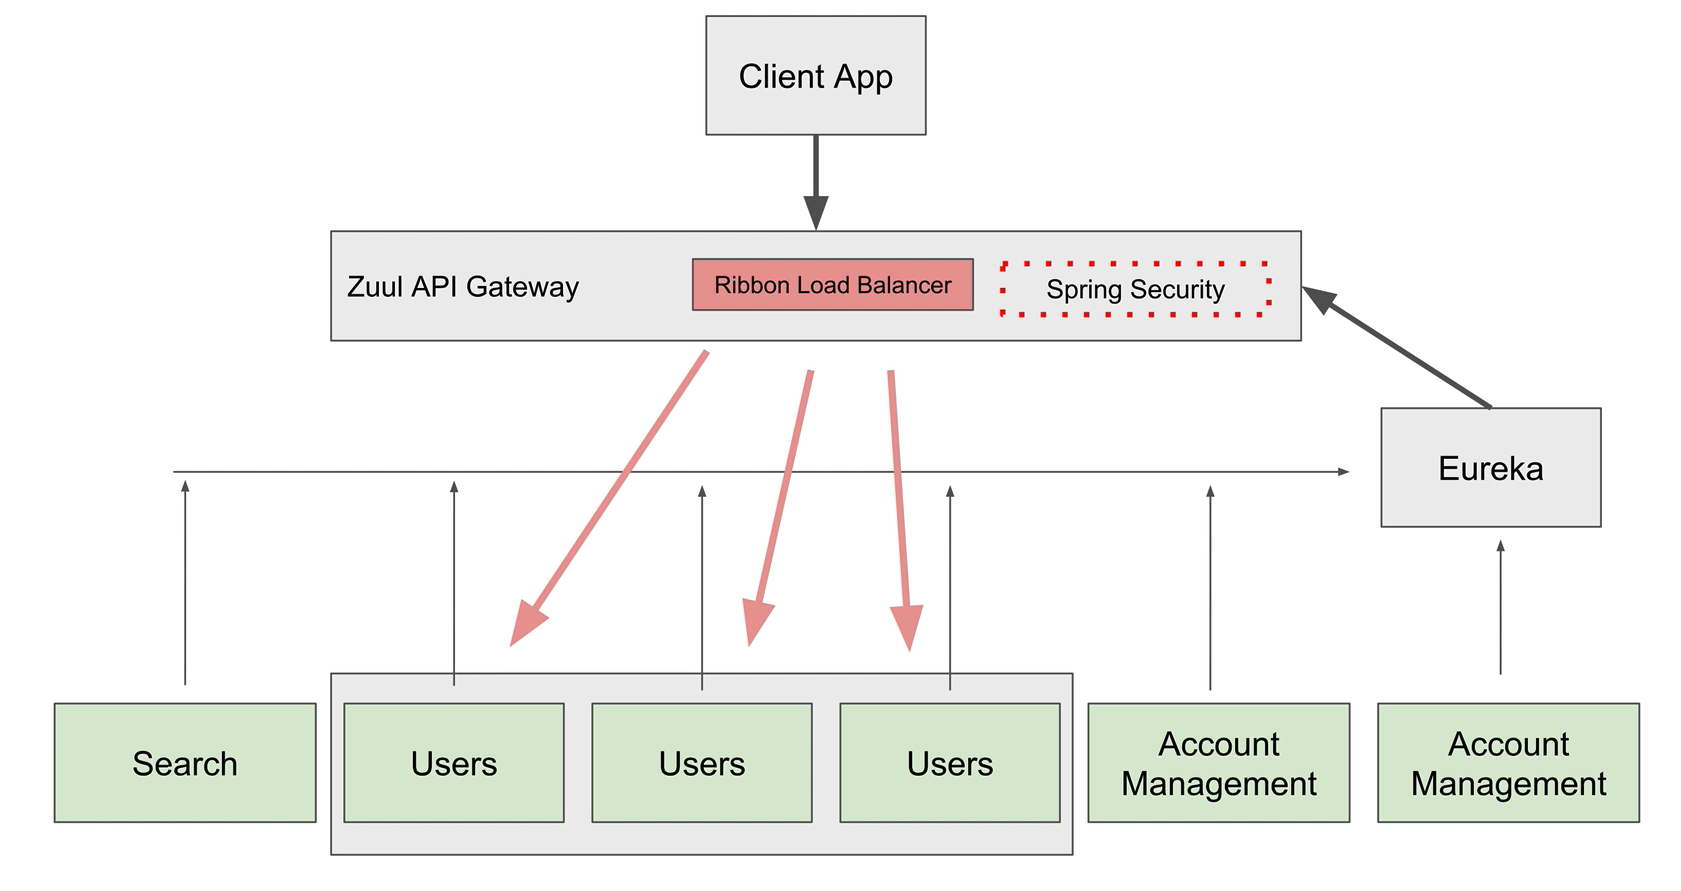 Client App
Zuul API Gateway
Ribbon Load Balancer
Spring Security
Eureka
Search
Users
Users
Users
Account
Management
Account
Management